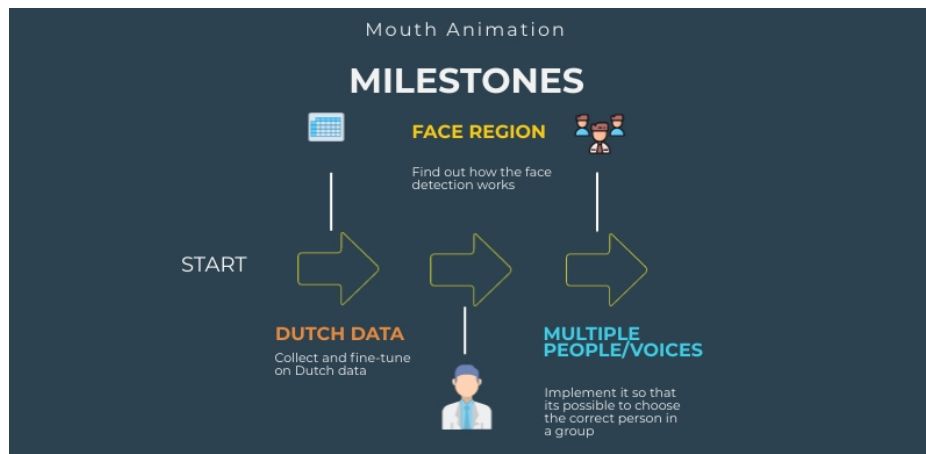 Mouth Animation
MILESTONES
FACE REGION
Find out how the face
detection works
START
DUTCH DATA
Collect and fine-tune
on Dutch data
MULTIPLE
PEOPLE/VOICES
Implement it so that
its possible to choose
the correct person in
a group